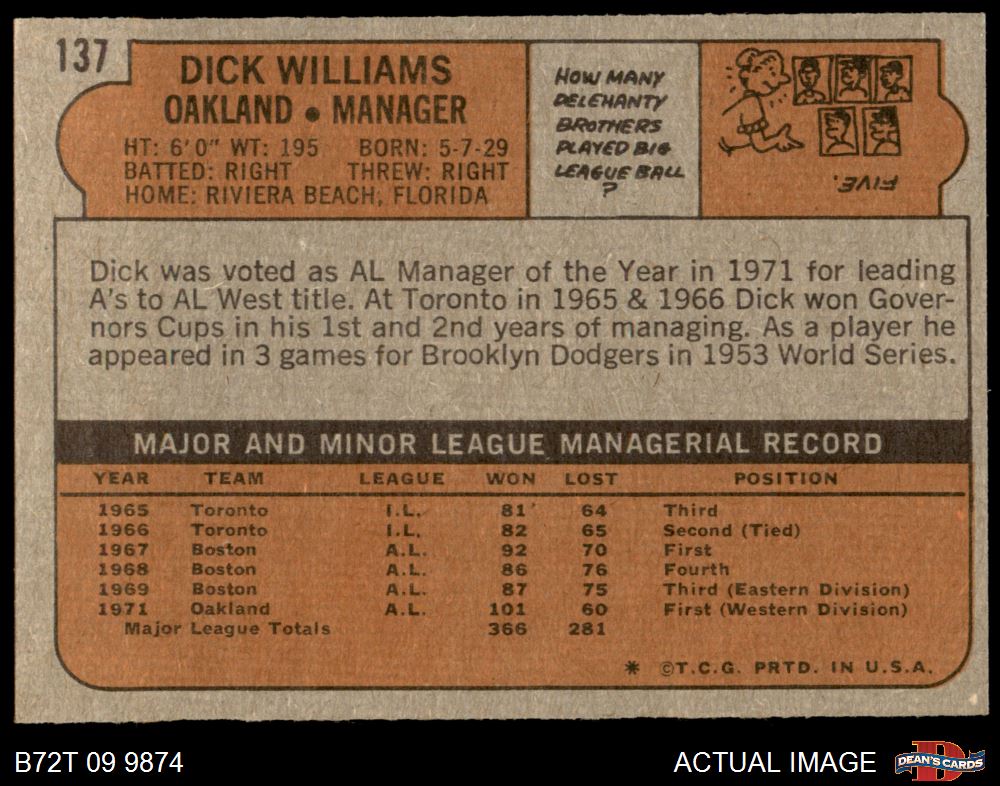 137
DICK WILLIAMS
OAKLAND • MANAGER
HT: 6'0" WT: 195 BORN: 5-7-29
BATTED: RIGHT THREW: RIGHT
HOME: RIVIERA BEACH, FLORIDA
HOW MANY
DELEHANTY
BROTHERS
PLAYED BIG
LEAGUE BALL
?
FIVE.
Dick was voted as AL Manager of the Year in 1971 for leading
A's to AL West title. At Toronto in 1965 & 1966 Dick won Gover-
nors Cups in his 1st and 2nd years of managing. As a player he
appeared in 3 games for Brooklyn Dodgers in 1953 World Series.
MAJOR AND MINOR LEAGUE MANAGERIAL RECORD
YEAR TEAM LEAGUE WON LOST POSITION
1965 Toronto I.L. 81 64 Third
1966 Toronto I.L. 82 65 Second (Tied)
1967 Boston A.L. 92 70 First
1968 Boston A.L. 86 76 Fourth
1969 Boston A.L. 87 75 Third (Eastern Division)
1971 Oakland A.L. 101 60 First (Western Division)
Major League Totals 366 281
* ©T.C.G. PRTD. IN U.S.A.
B72T 09 9874
ACTUAL IMAGE
D
DEAN'S CARDS